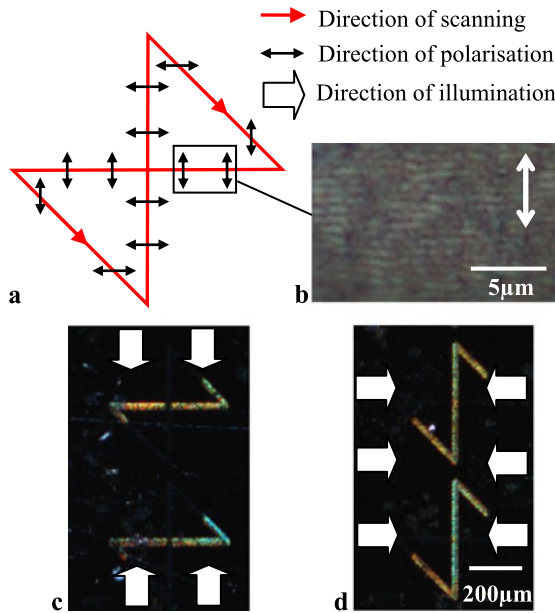 Direction of scanning
Direction of polarisation
Direction of illumination
a
b
5µm
c
d
200µm